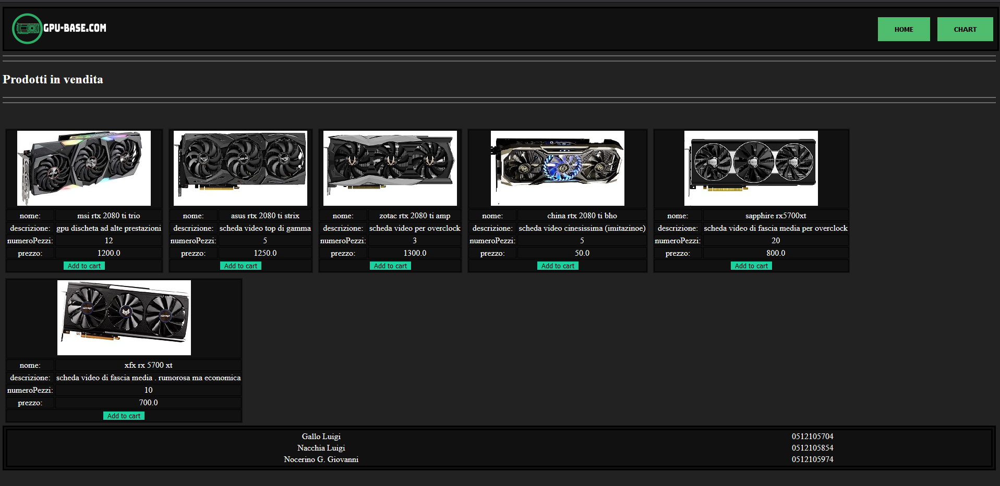 GPU-BASE.COM
HOME
CHART
Prodotti in vendita
nome: msi rtx 2080 ti trio
descrizione: gpu discheta ad alte prestazioni
numeroPezzi: 12
prezzo: 1200.0
Add to cart
nome: asus rtx 2080 ti strix
descrizione: scheda video top di gamma
numeroPezzi: 5
prezzo: 1250.0
Add to cart
nome: zotac rtx 2080 ti amp
descrizione: scheda video per overclock
numeroPezzi: 3
prezzo: 1300.0
Add to cart
nome: china rtx 2080 ti bho
descrizione: scheda video cinesissima (imitazinoe)
numeroPezzi: 5
prezzo: 50.0
Add to cart
nome: sapphire rx5700xt
descrizione: scheda video di fascia media per overclock
numeroPezzi: 20
prezzo: 800.0
Add to cart
nome: xfx rx 5700 xt
descrizione: scheda video di fascia media . rumorosa ma economica
numeroPezzi: 10
prezzo: 700.0
Add to cart
Gallo Luigi 0512105704
Nacchia Luigi 0512105854
Nocerino G. Giovanni 0512105974